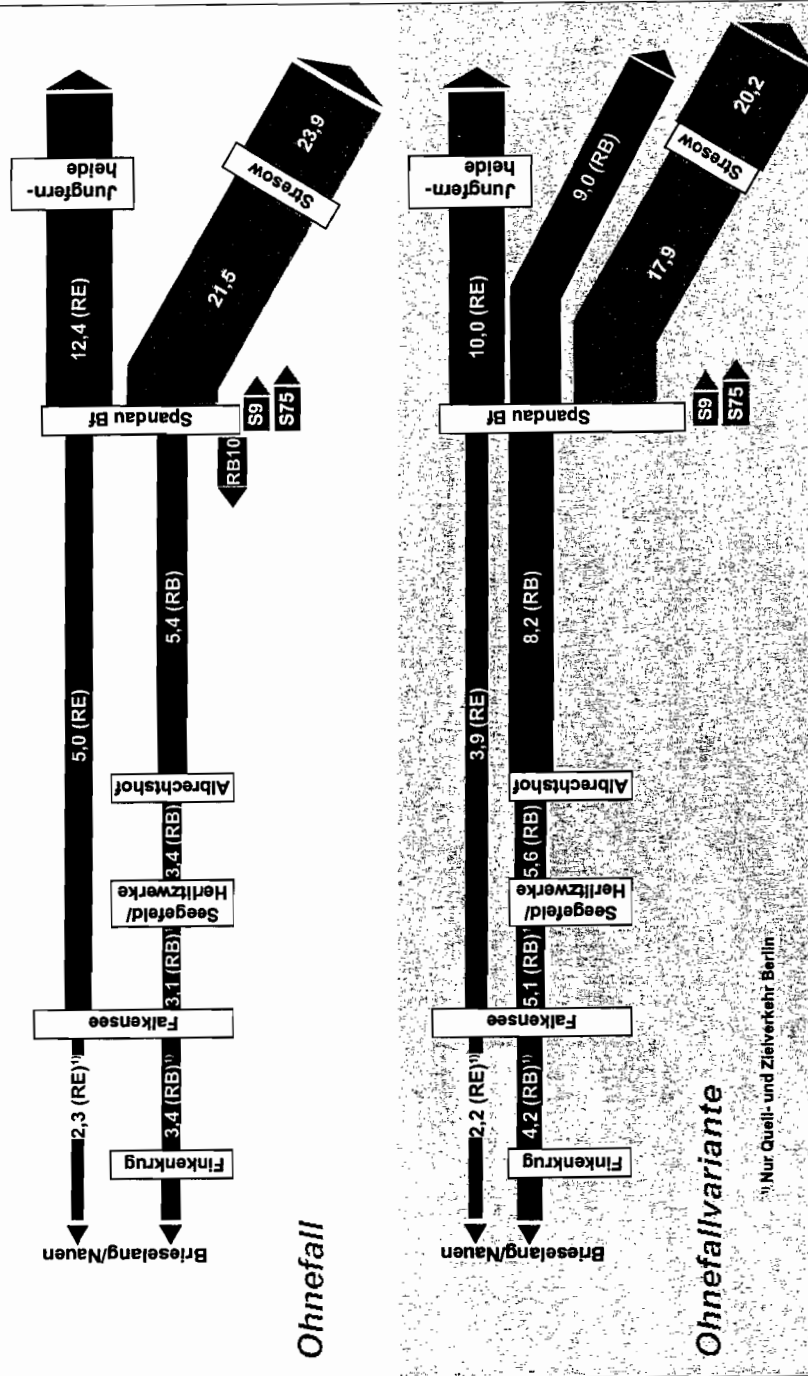 Jungfern-
heide
12,4 (RE)
23,9
Stresow
21,5
Spandau Bf
S9
S75
RB10
5,0 (RE)
5,4 (RB)
Albrechtshof
3,4 (RB)
Seegefeld/
Herlitzwerke
3,1 (RB)¹⁾
Falkensee
2,3 (RE)¹⁾
3,4 (RB)¹⁾
Finkenkrug
Brieselang/Nauen
Ohnefall
Jungfern-
heide
10,0 (RE)
9,0 (RB)
20,2
Stresow
17,9
Spandau Bf
S9
S75
3,9 (RE)
8,2 (RB)
Albrechtshof
5,6 (RB)
Seegefeld/
Herlitzwerke
5,1 (RB)¹⁾
Falkensee
2,2 (RE)¹⁾
4,2 (RB)¹⁾
Finkenkrug
Brieselang/Nauen
Ohnefallvariante
¹⁾ Nur Quell- und Zielverkehr Berlin